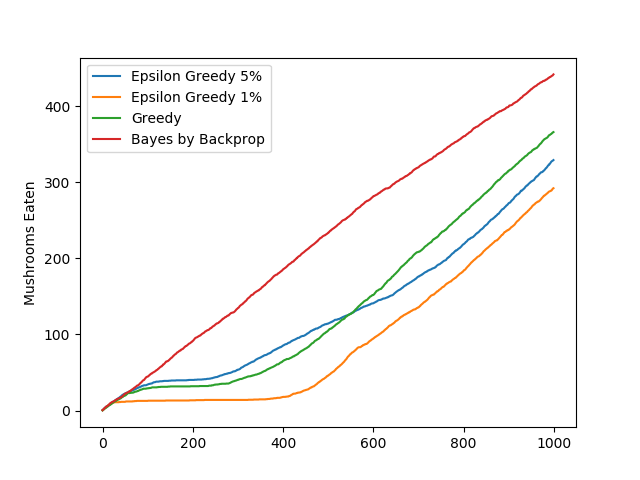 Epsilon Greedy 5%
Epsilon Greedy 1%
Greedy
Bayes by Backprop
Mushrooms Eaten
400
300
200
100
0
0 200 400 600 800 1000